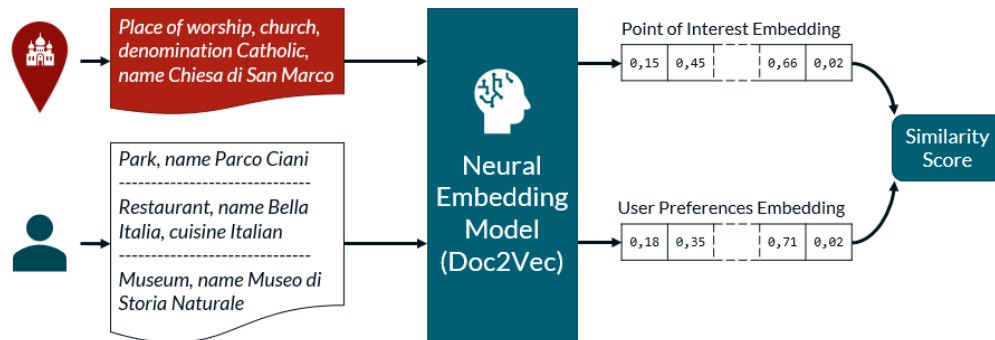 Place of worship, church,
denomination Catholic,
name Chiesa di San Marco
Park, name Parco Ciani
------------------------------
Restaurant, name Bella
Italia, cuisine Italian
------------------------------
Museum, name Museo di
Storia Naturale
Neural
Embedding
Model
(Doc2Vec)
Point of Interest Embedding
0,15 0,45 0,66 0,02
User Preferences Embedding
0,18 0,35 0,71 0,02
Similarity
Score